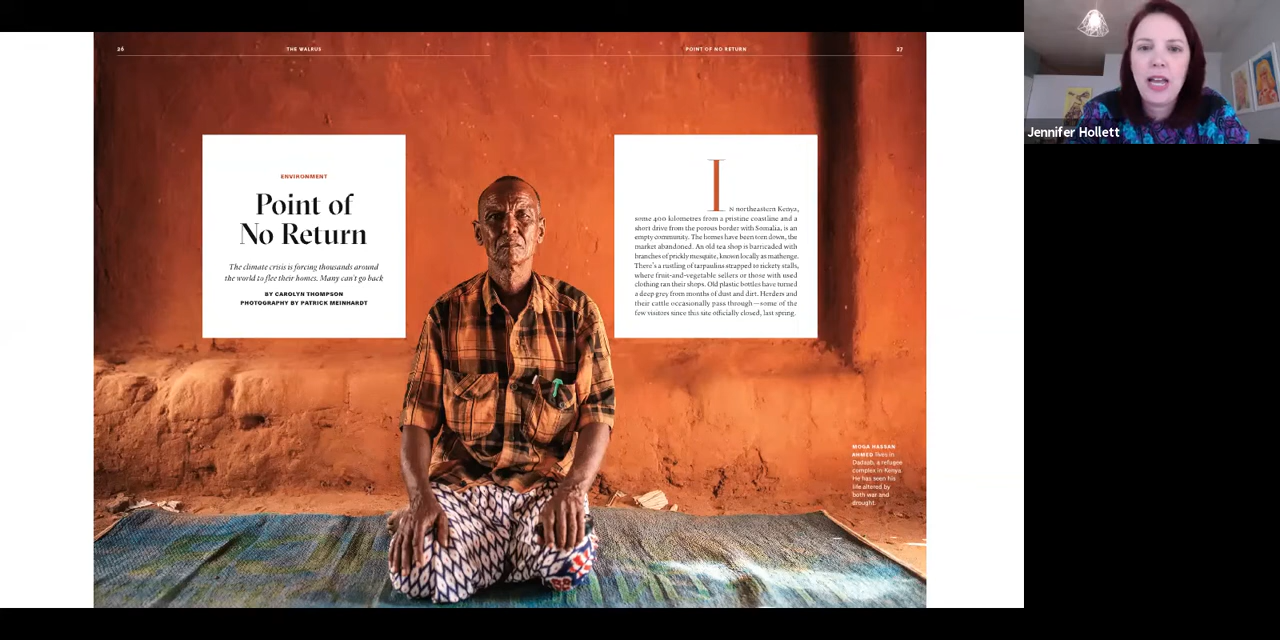 26
THE WALRUS
POINT OF NO RETURN
27
ENVIRONMENT
Point of
No Return
The climate crisis is forcing thousands around
the world to flee their homes. Many can't go back
BY CAROLYN THOMPSON
PHOTOGRAPHY BY PATRICK MEINHARDT
IN northeastern Kenya,
some 400 kilometres from a pristine coastline and a
short drive from the porous border with Somalia, is an
empty community. The homes have been torn down, the
market abandoned. An old tea shop is barricaded with
branches of prickly mesquite, known locally as mathenge.
There's a rustling of tarpaulins strapped to rickety stalls,
where fruit-and-vegetable sellers or those with used
clothing ran their shops. Old plastic bottles have turned
a deep grey from months of dust and dirt. Herders and
their cattle occasionally pass through—some of the
few visitors since this site officially closed, last spring.
MOGA HASSAN
AHMED lives in
Dadaab, a refugee
complex in Kenya.
He has seen his
life altered by
both war and
drought.
Jennifer Hollett